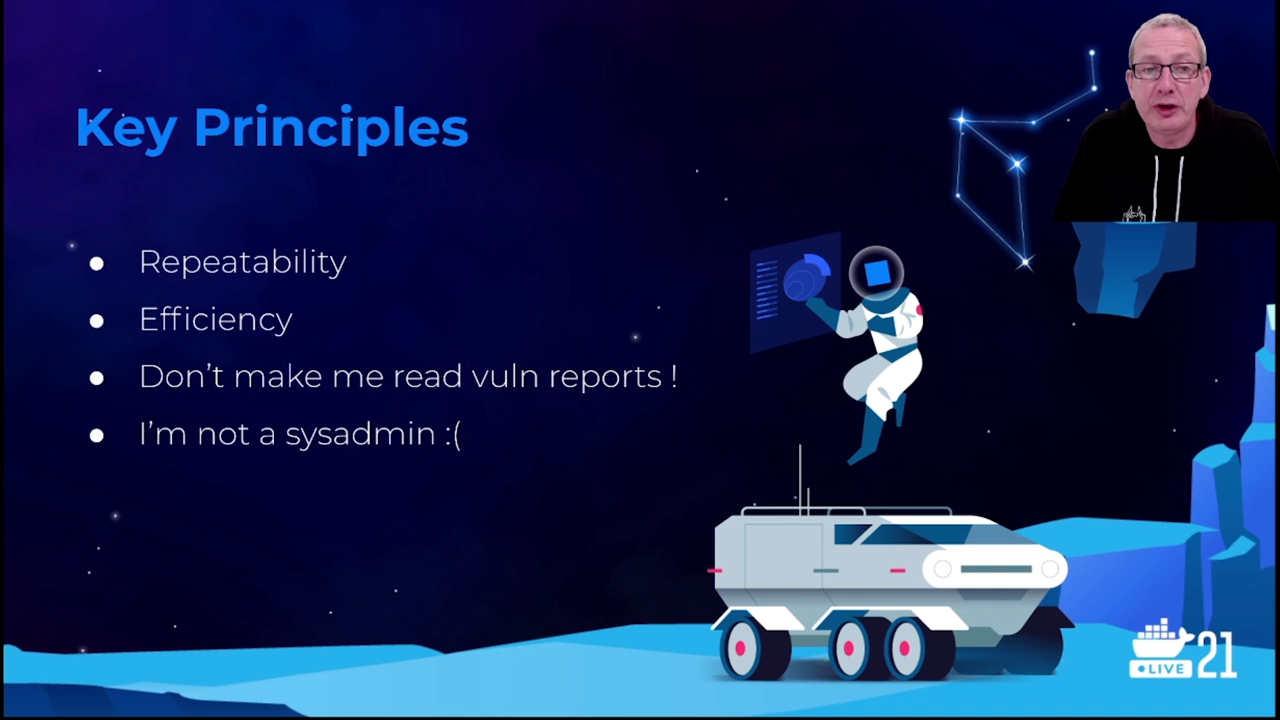 Key Principles
● Repeatability
● Efficiency
● Don’t make me read vuln reports !
● I’m not a sysadmin :(
LIVE 21